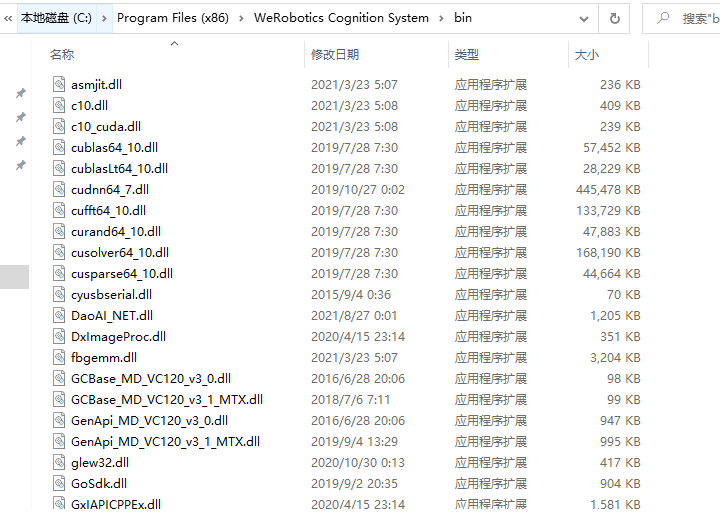 « 本地磁盘 (C:) › Program Files (x86) › WeRobotics Cognition System › bin 搜索"b
名称 修改日期 类型 大小
asmjit.dll 2021/3/23 5:07 应用程序扩展 236 KB
c10.dll 2021/3/23 5:08 应用程序扩展 409 KB
c10_cuda.dll 2021/3/23 5:08 应用程序扩展 239 KB
cublas64_10.dll 2019/7/28 7:30 应用程序扩展 57,452 KB
cublasLt64_10.dll 2019/7/28 7:30 应用程序扩展 28,229 KB
cudnn64_7.dll 2019/10/27 0:02 应用程序扩展 445,478 KB
cufft64_10.dll 2019/7/28 7:30 应用程序扩展 133,729 KB
curand64_10.dll 2019/7/28 7:30 应用程序扩展 47,883 KB
cusolver64_10.dll 2019/7/28 7:30 应用程序扩展 168,190 KB
cusparse64_10.dll 2019/7/28 7:30 应用程序扩展 44,664 KB
cyusbserial.dll 2015/9/4 0:36 应用程序扩展 70 KB
DaoAI_NET.dll 2021/8/27 0:01 应用程序扩展 1,205 KB
DxImageProc.dll 2020/4/15 23:14 应用程序扩展 351 KB
fbgemm.dll 2021/3/23 5:07 应用程序扩展 3,204 KB
GCBase_MD_VC120_v3_0.dll 2016/6/28 20:06 应用程序扩展 98 KB
GCBase_MD_VC120_v3_1_MTX.dll 2018/7/6 7:11 应用程序扩展 99 KB
GenApi_MD_VC120_v3_0.dll 2016/6/28 20:06 应用程序扩展 947 KB
GenApi_MD_VC120_v3_1_MTX.dll 2019/9/4 13:29 应用程序扩展 995 KB
glew32.dll 2020/10/30 0:13 应用程序扩展 417 KB
GoSdk.dll 2019/9/2 20:35 应用程序扩展 904 KB
GxIAPICPPEx.dll 2020/4/15 23:14 应用程序扩展 1,581 KB